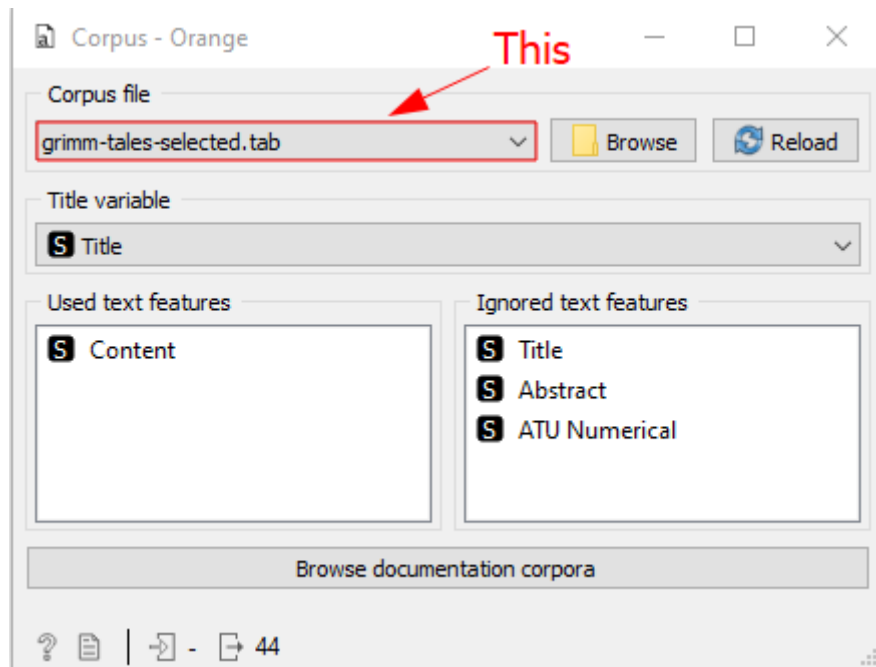 Corpus - Orange
This
Corpus file
grimm-tales-selected.tab
Browse
Reload
Title variable
S Title
Used text features
Ignored text features
S Content
S Title
S Abstract
S ATU Numerical
Browse documentation corpora
? - 44